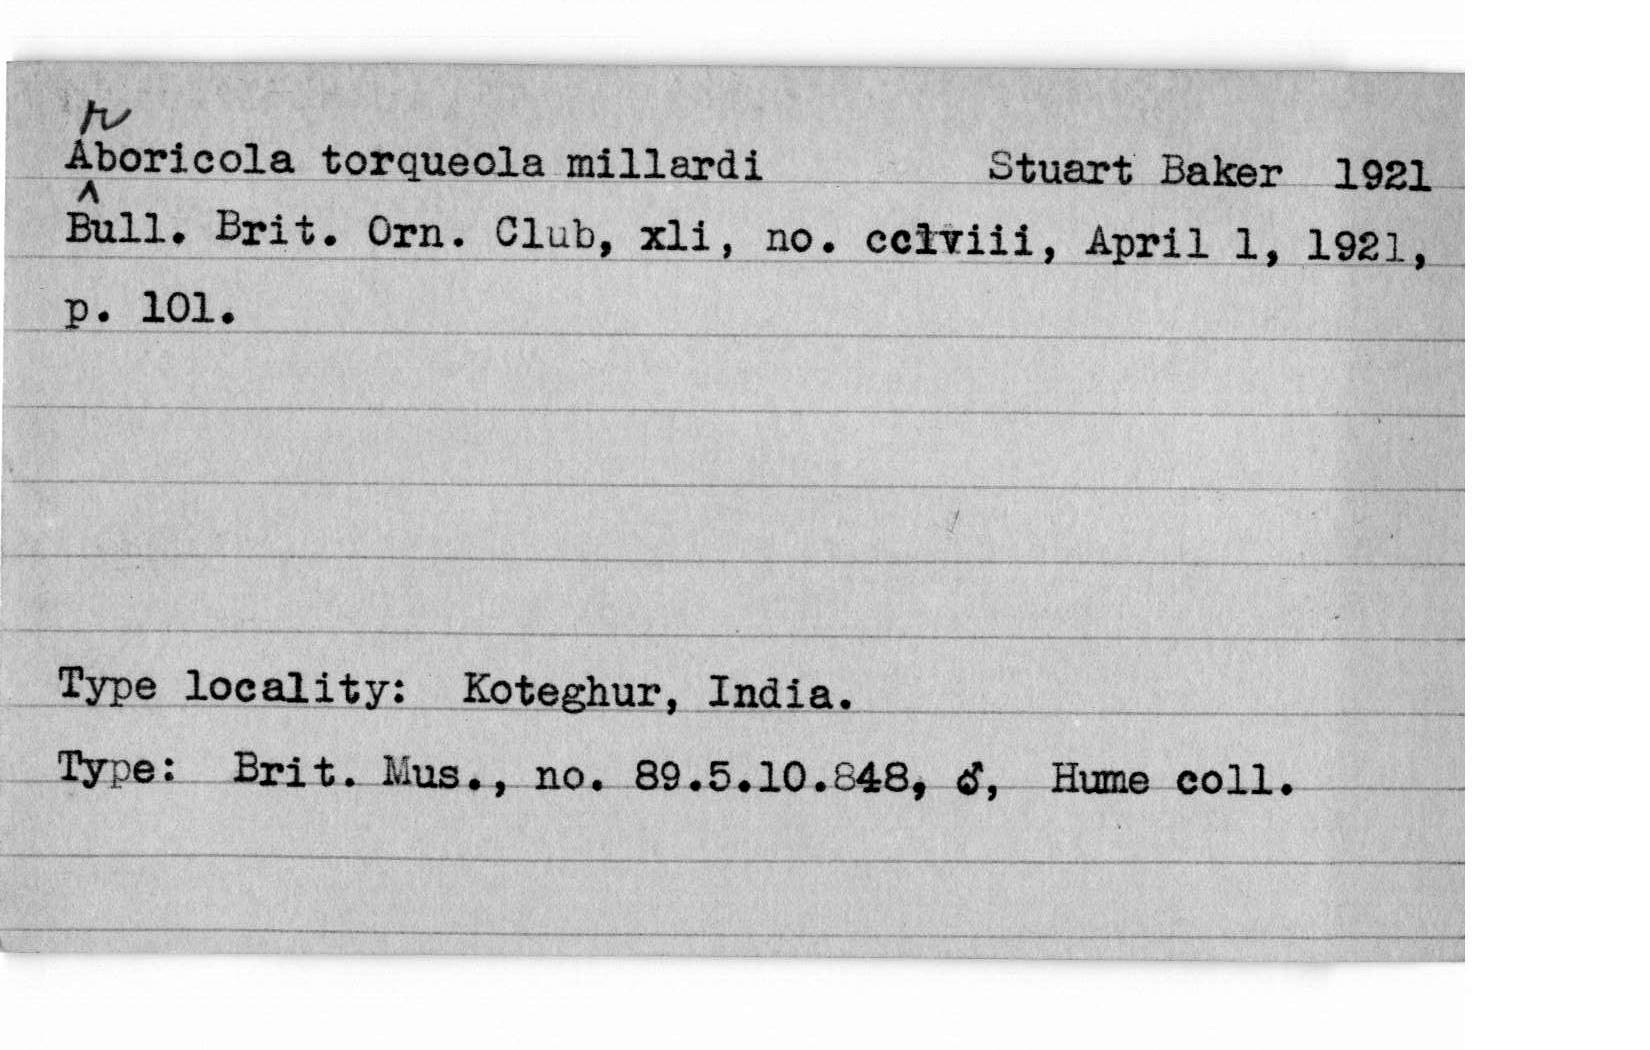 r
Aboricola torqueola millardi Stuart Baker 1921
^
Bull. Brit. Orn. Club, xli, no. cclviii, April 1, 1921,
p. 101.
Type locality: Koteghur, India.
Type: Brit. Mus., no. 89.5.10.848, ♂, Hume coll.